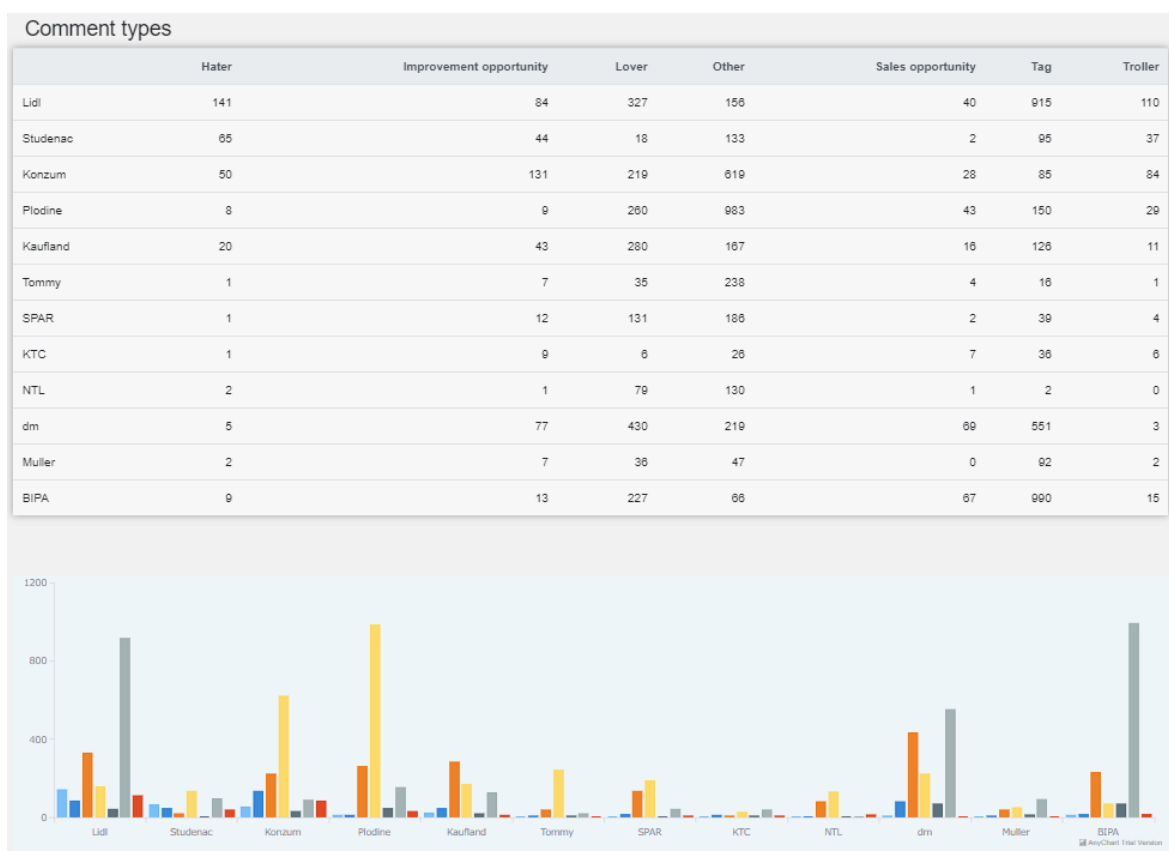 Comment types
Hater Improvement opportunity Lover Other Sales opportunity Tag Troller
Lidl 141 84 327 156 40 915 110
Studenac 65 44 18 133 2 95 37
Konzum 50 131 219 619 28 85 84
Plodine 8 9 260 983 43 150 29
Kaufland 20 43 280 167 16 126 11
Tommy 1 7 35 238 4 16 1
SPAR 1 12 131 186 2 39 4
KTC 1 9 6 26 7 36 6
NTL 2 1 79 130 1 2 0
dm 5 77 430 219 69 551 3
Muller 2 7 36 47 0 92 2
BIPA 9 13 227 66 67 990 15
1200
800
400
0
Lidl Studenac Konzum Plodine Kaufland Tommy SPAR KTC NTL dm Muller BIPA
AnyChart Trial Version